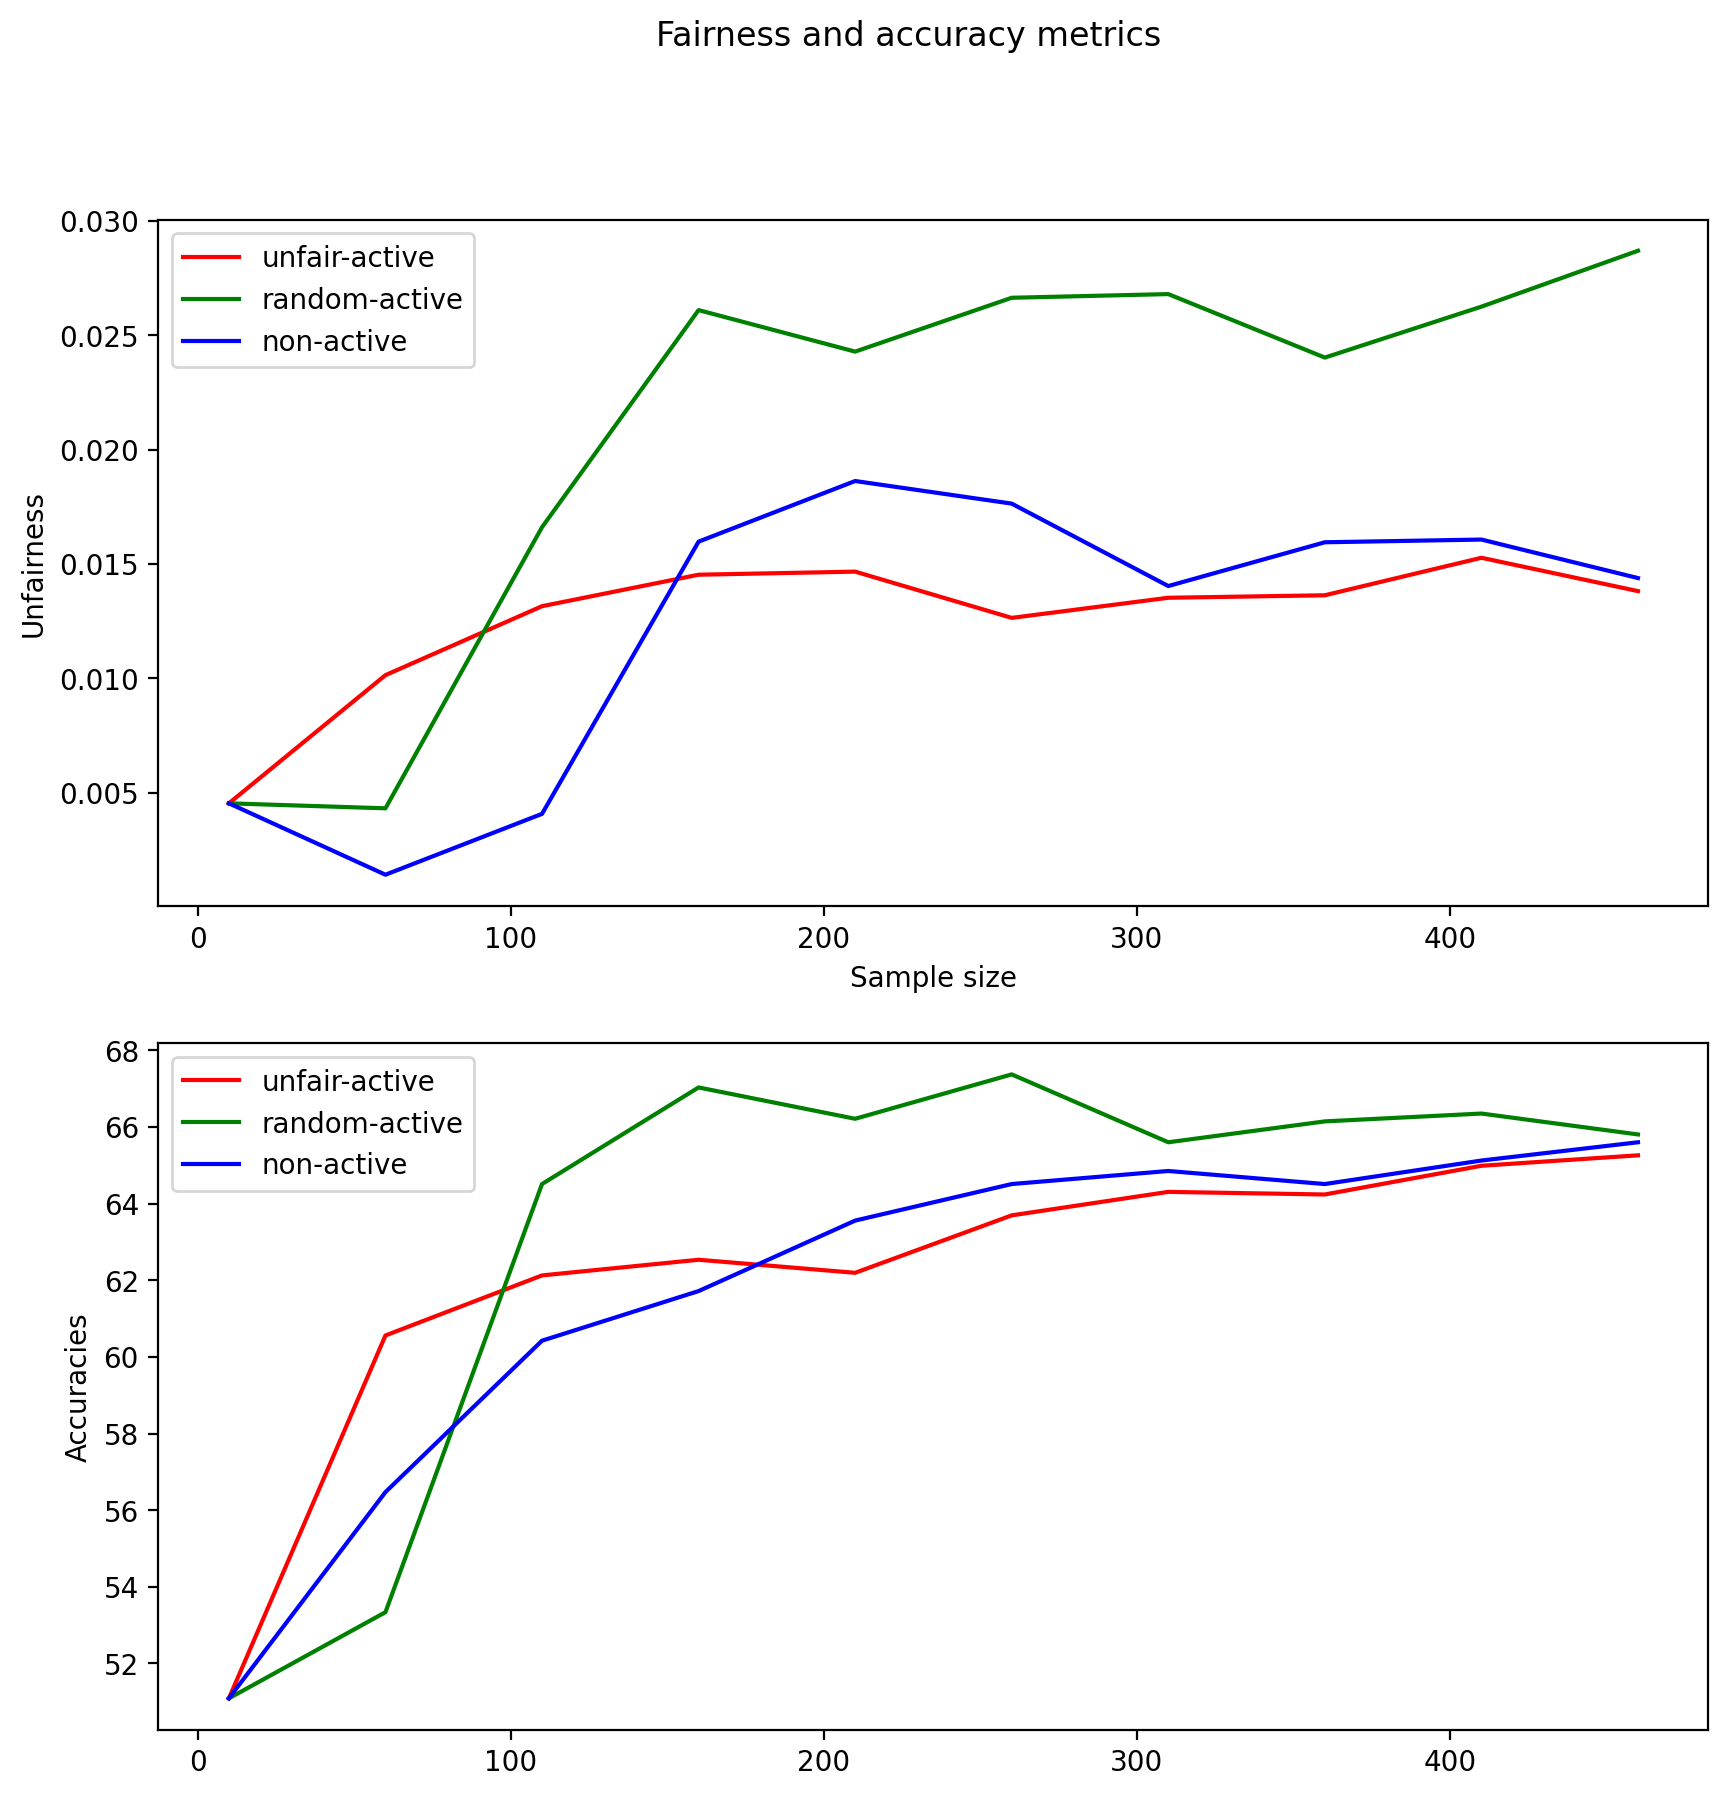 Fairness and accuracy metrics
0.030
0.025
0.020
0.015
0.010
0.005
Unfairness
unfair-active
random-active
non-active
0 100 200 300 400
Sample size
68
66
64
62
60
58
56
54
52
Accuracies
unfair-active
random-active
non-active
0 100 200 300 400